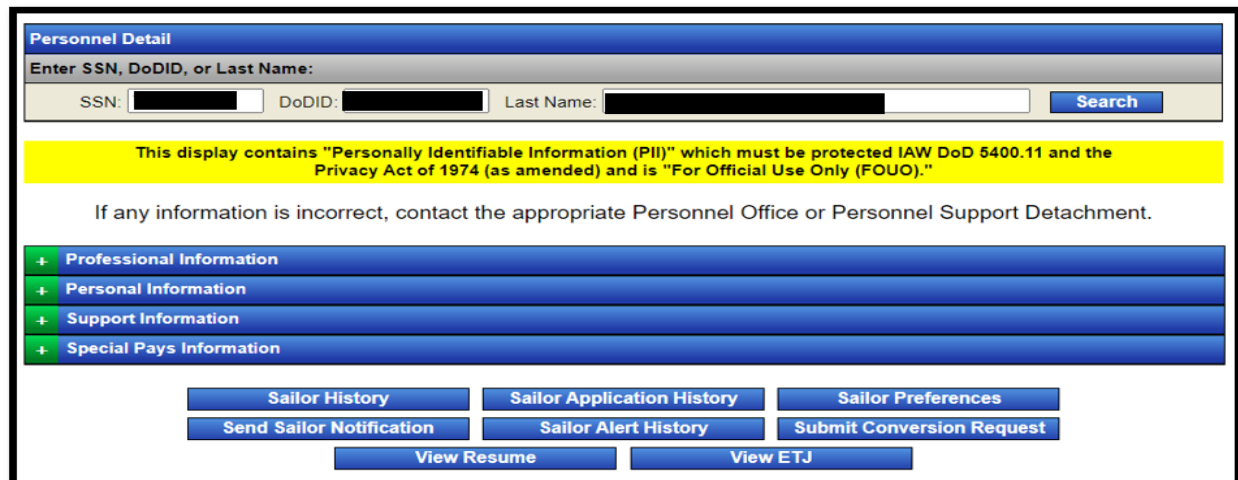 Personnel Detail
Enter SSN, DoDID, or Last Name:
SSN: DoDID: Last Name: Search
This display contains "Personally Identifiable Information (PII)" which must be protected IAW DoD 5400.11 and the
Privacy Act of 1974 (as amended) and is "For Official Use Only (FOUO)."
If any information is incorrect, contact the appropriate Personnel Office or Personnel Support Detachment.
+ Professional Information
+ Personal Information
+ Support Information
+ Special Pays Information
Sailor History Sailor Application History Sailor Preferences
Send Sailor Notification Sailor Alert History Submit Conversion Request
View Resume View ETJ